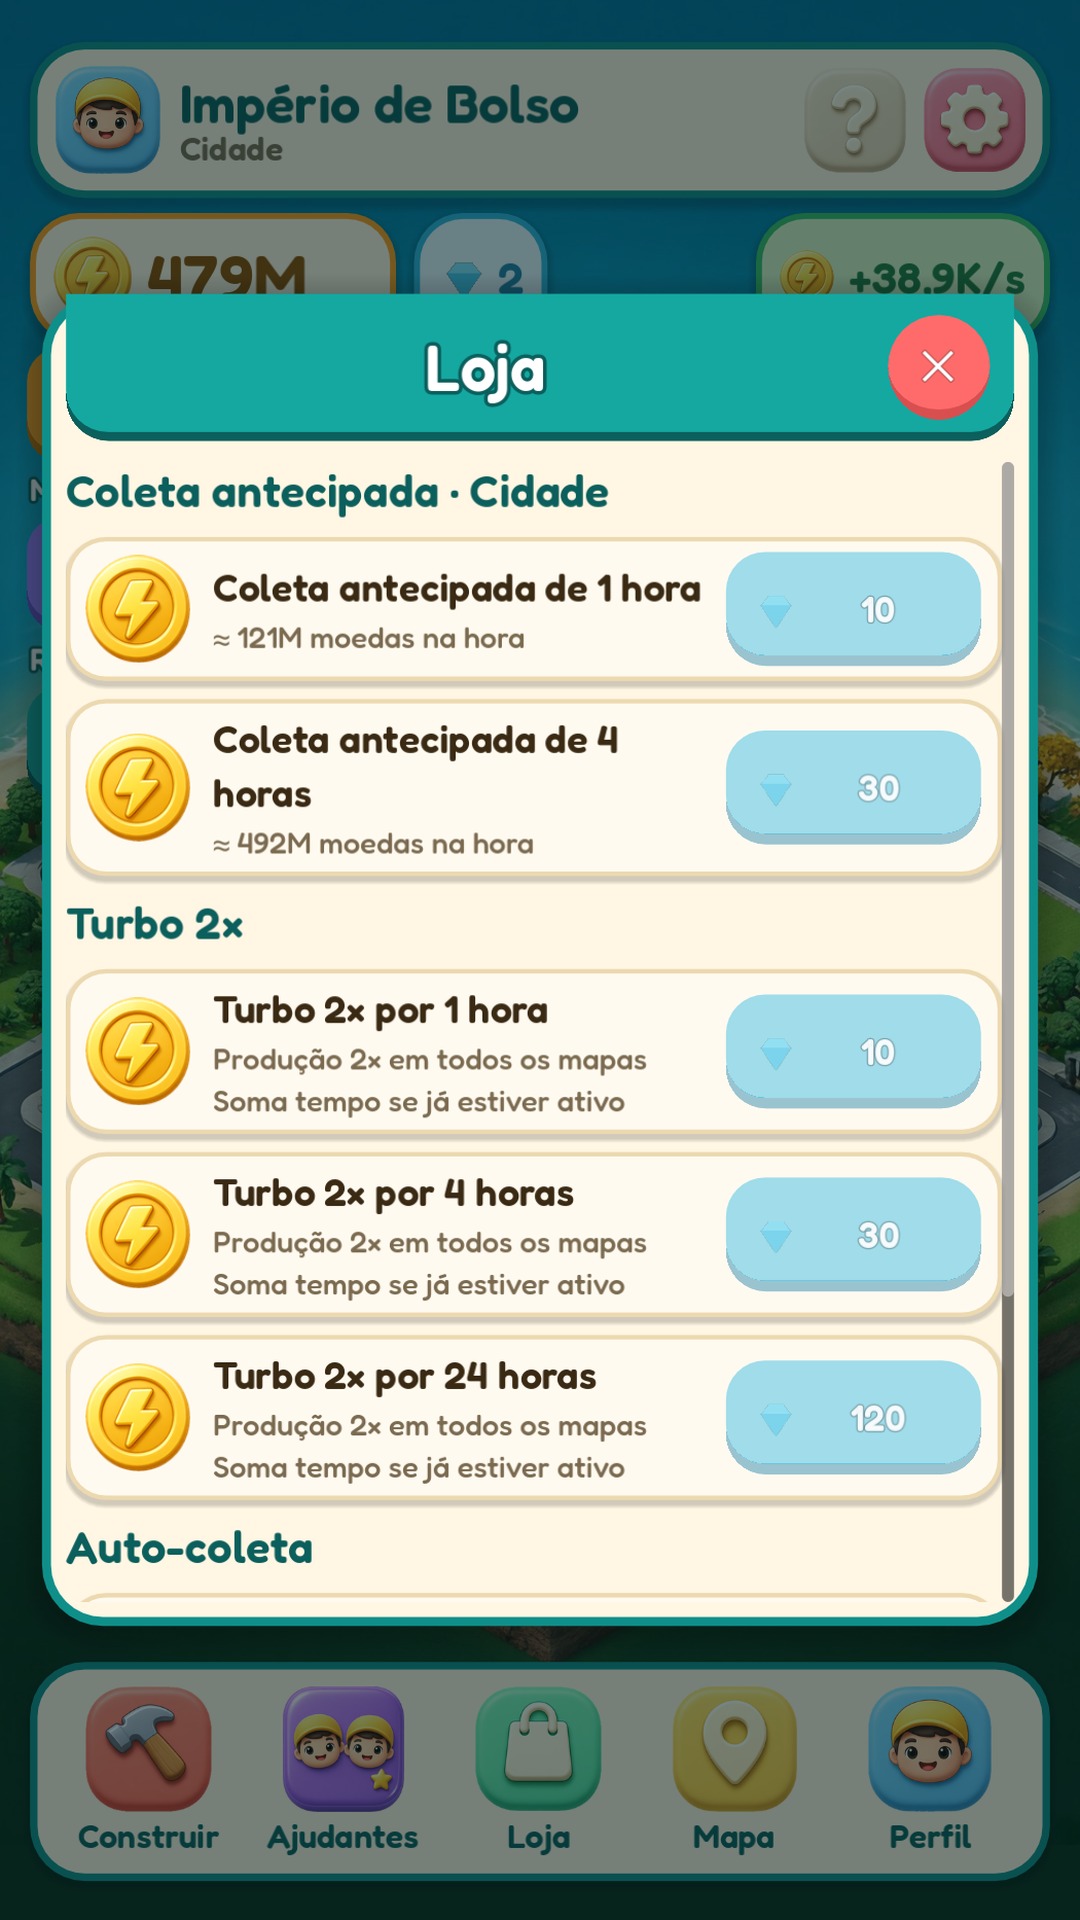 Império de Bolso
Cidade
479M
2
+38.9K/s
Loja
Coleta antecipada · Cidade
Coleta antecipada de 1 hora
≈ 121M moedas na hora
10
Coleta antecipada de 4
horas
≈ 492M moedas na hora
30
Turbo 2x
Turbo 2x por 1 hora
Produção 2x em todos os mapas
Soma tempo se já estiver ativo
10
Turbo 2x por 4 horas
Produção 2x em todos os mapas
Soma tempo se já estiver ativo
30
Turbo 2x por 24 horas
Produção 2x em todos os mapas
Soma tempo se já estiver ativo
120
Auto-coleta
Construir
Ajudantes
Loja
Mapa
Perfil